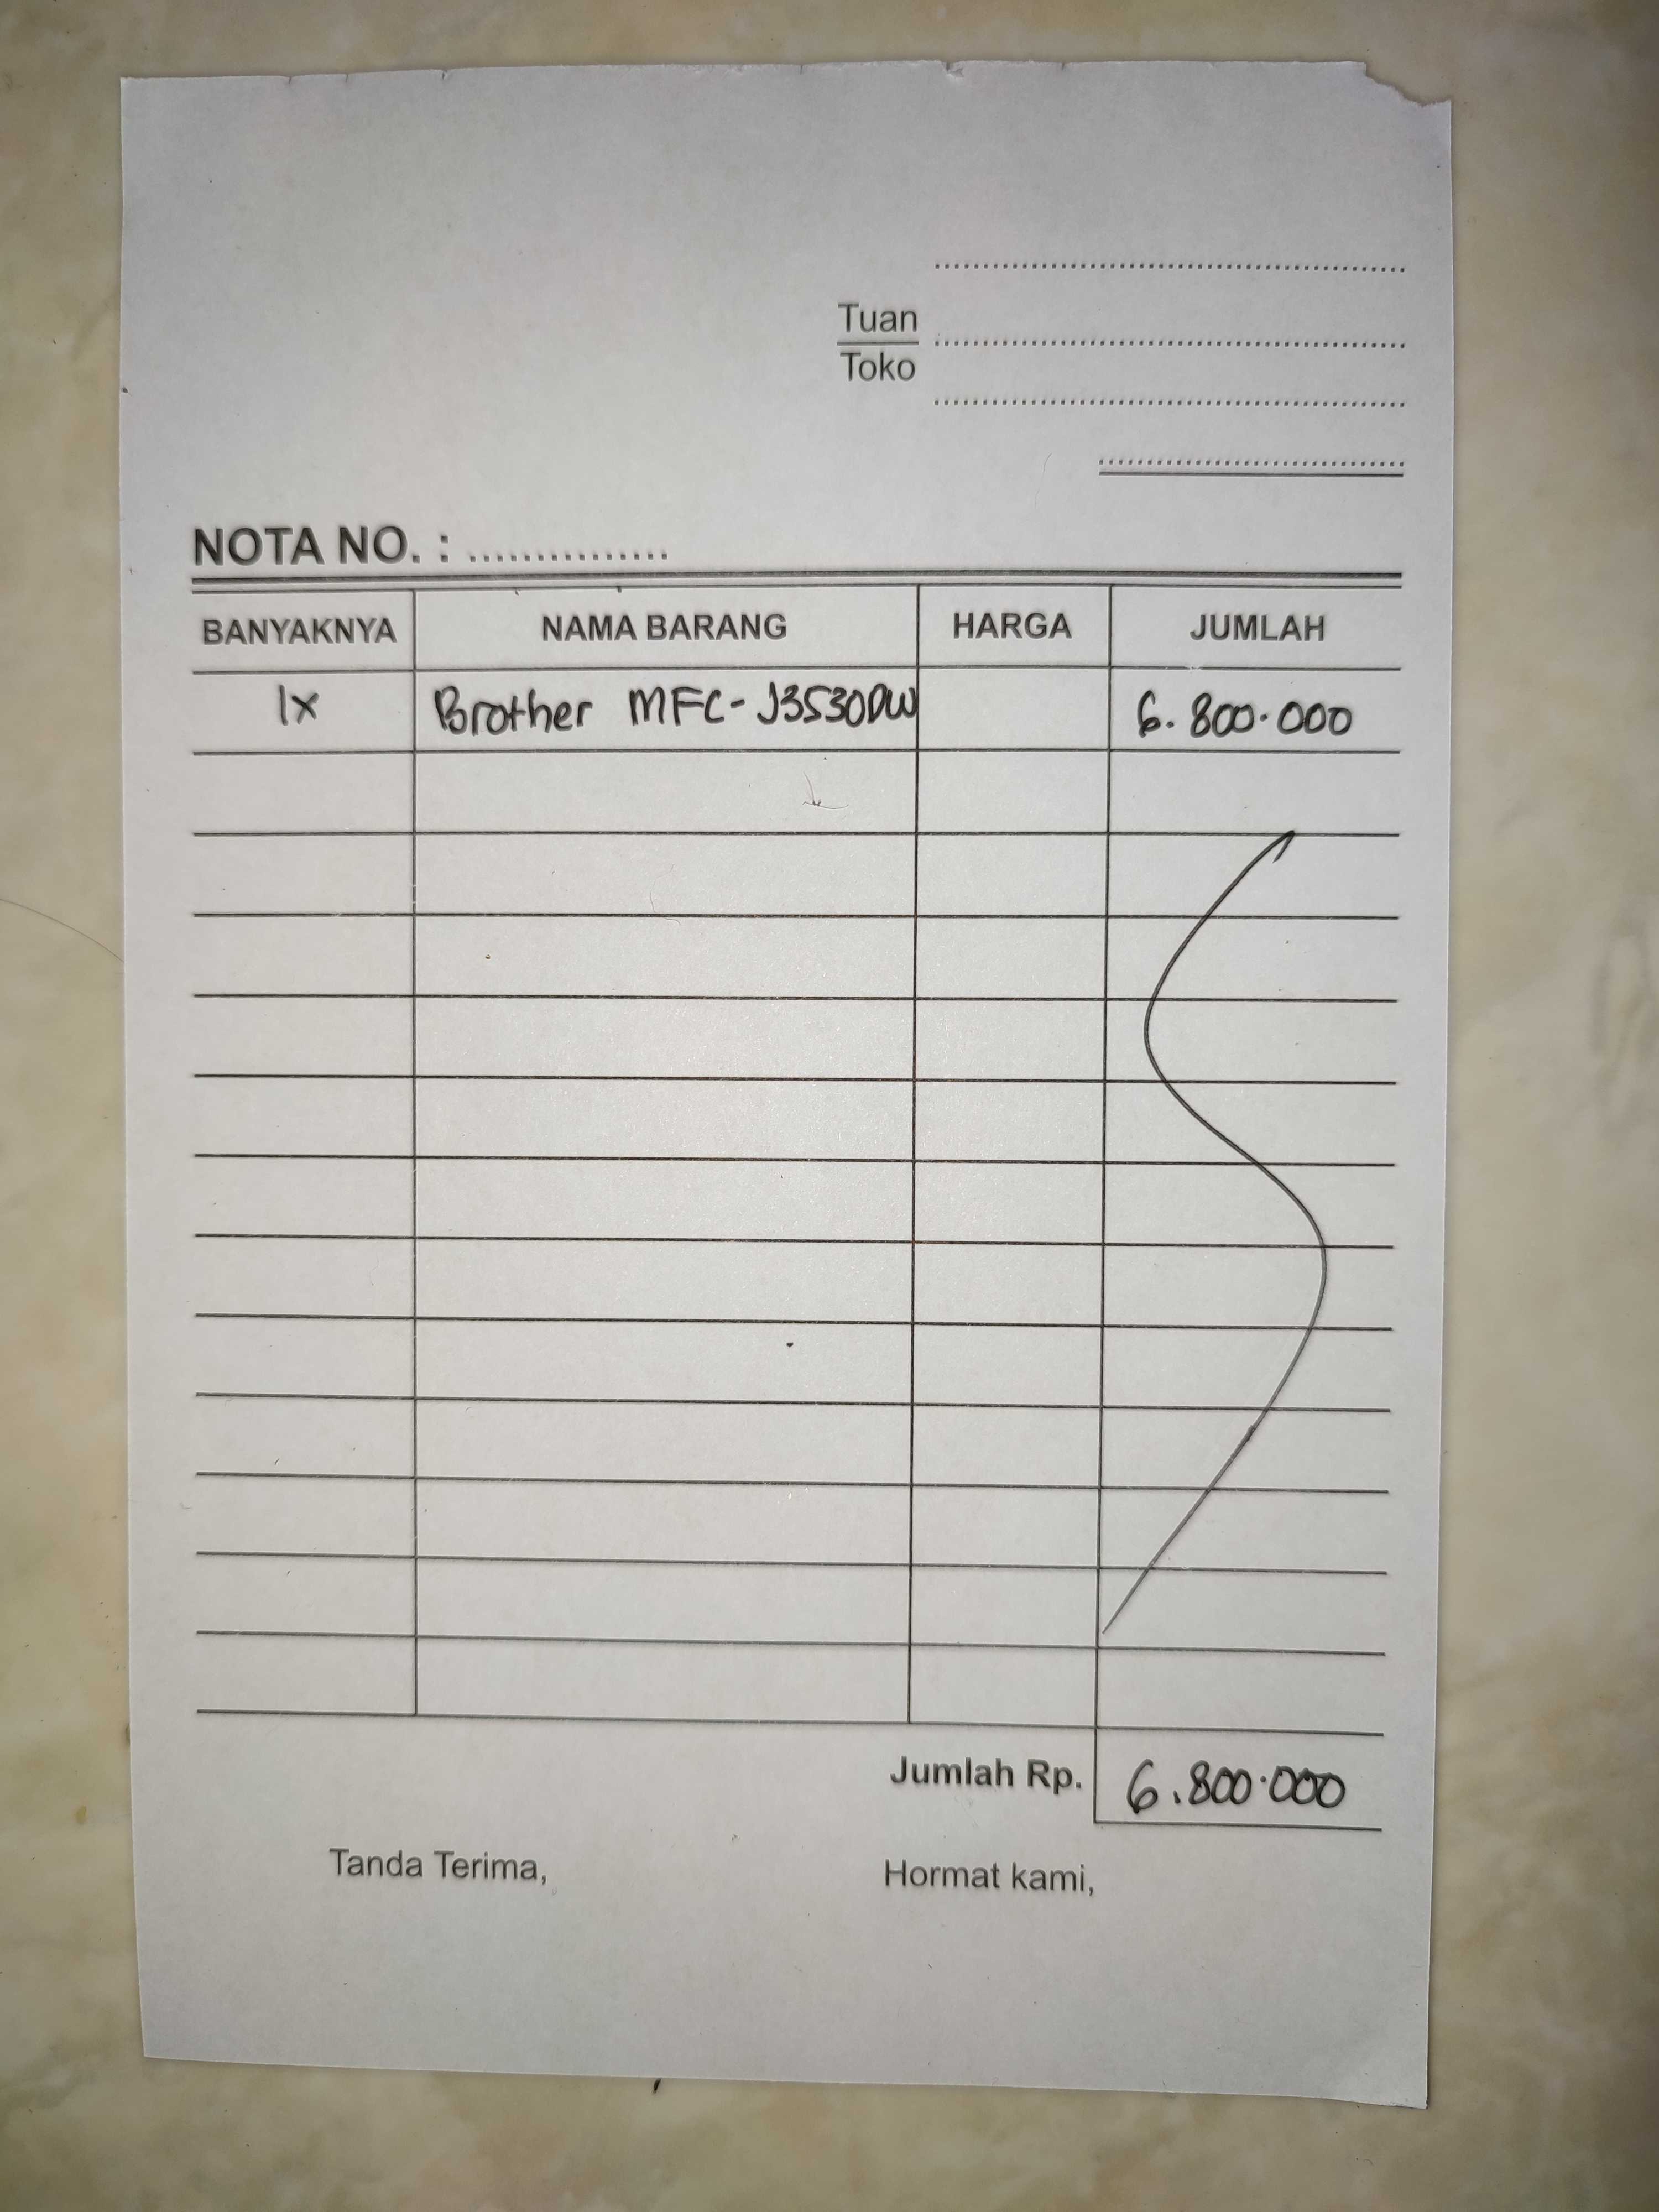 Tuan
Toko
NOTA NO. : ...............
BANYAKNYA NAMA BARANG HARGA JUMLAH
1x Brother MFC-J3530DW 6.800.000
Jumlah Rp. 6.800.000
Tanda Terima, Hormat kami,